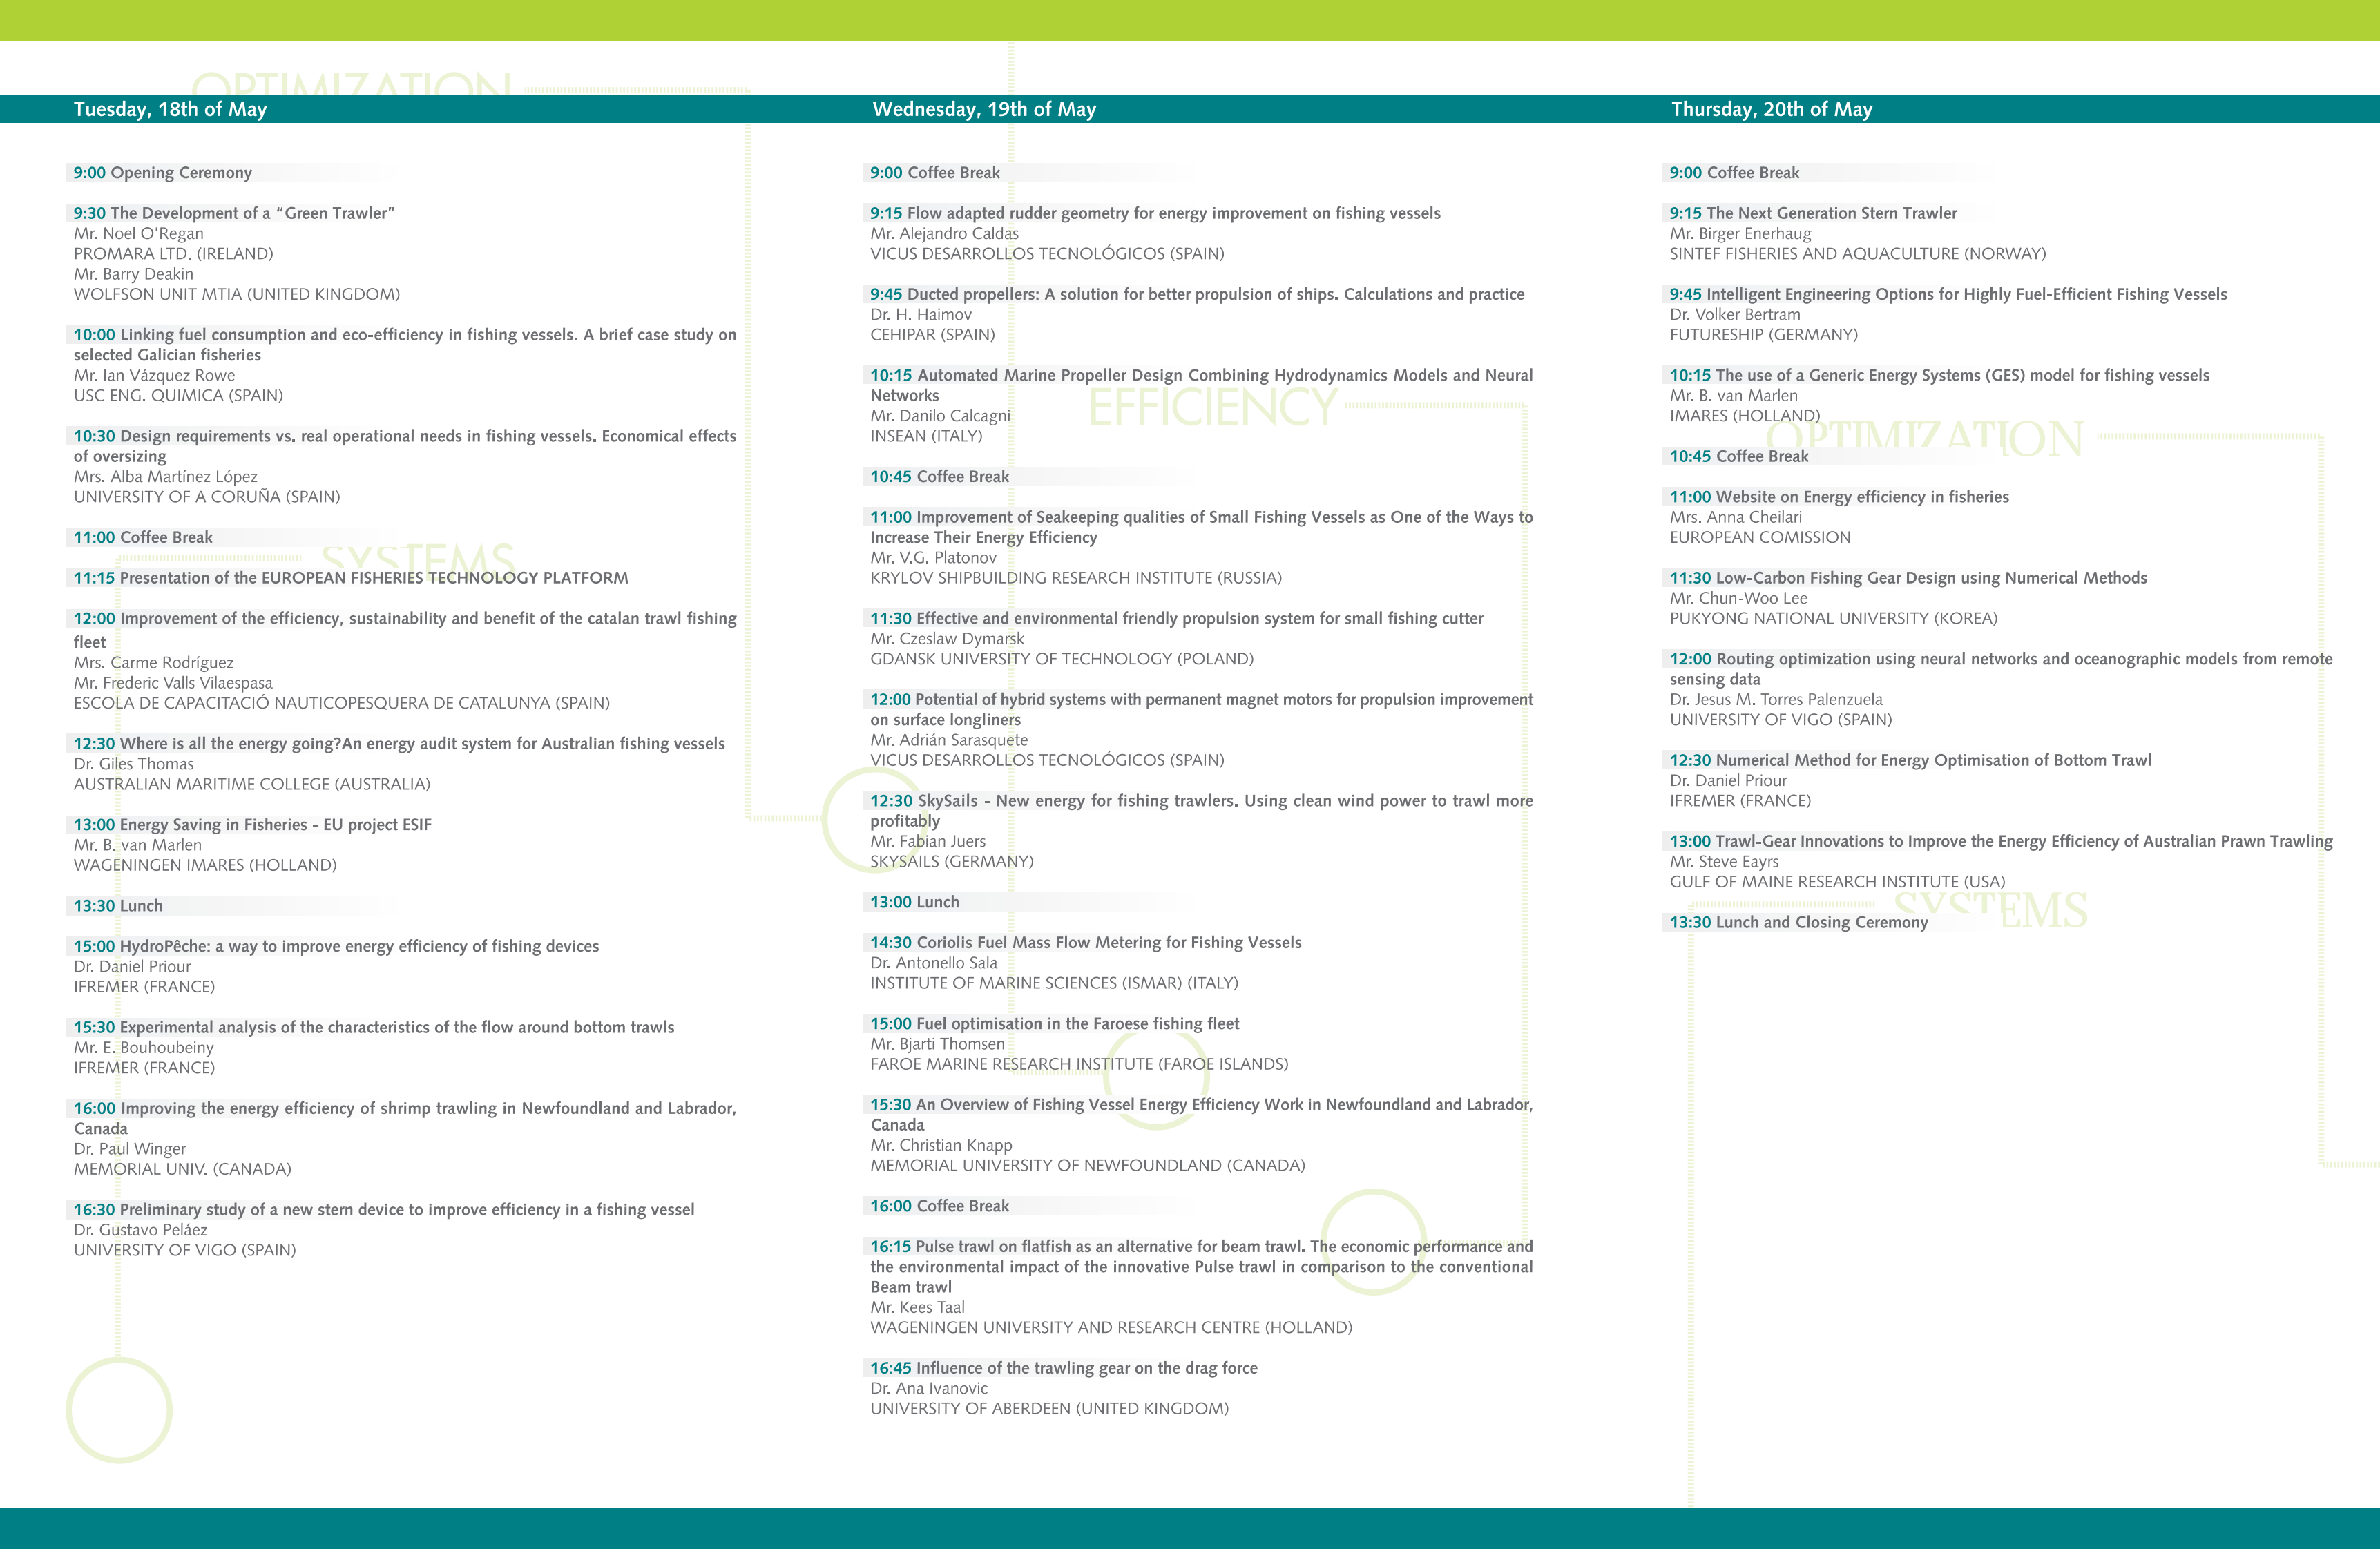 OPTIMIZATION
Tuesday, 18th of May
9:00 Opening Ceremony
9:30 The Development of a “Green Trawler”
Mr. Noel O’Regan
PROMARA LTD. (IRELAND)
Mr. Barry Deakin
WOLFSON UNIT MTIA (UNITED KINGDOM)
10:00 Linking fuel consumption and eco-efficiency in fishing vessels. A brief case study on
selected Galician fisheries
Mr. Ian Vázquez Rowe
USC ENG. QUIMICA (SPAIN)
10:30 Design requirements vs. real operational needs in fishing vessels. Economical effects
of oversizing
Mrs. Alba Martínez López
UNIVERSITY OF A CORUÑA (SPAIN)
11:00 Coffee Break
SYSTEMS
11:15 Presentation of the EUROPEAN FISHERIES TECHNOLOGY PLATFORM
12:00 Improvement of the efficiency, sustainability and benefit of the catalan trawl fishing
fleet
Mrs. Carme Rodríguez
Mr. Frederic Valls Vilaespasa
ESCOLA DE CAPACITACIÓ NAUTICOPESQUERA DE CATALUNYA (SPAIN)
12:30 Where is all the energy going?An energy audit system for Australian fishing vessels
Dr. Giles Thomas
AUSTRALIAN MARITIME COLLEGE (AUSTRALIA)
13:00 Energy Saving in Fisheries - EU project ESIF
Mr. B. van Marlen
WAGENINGEN IMARES (HOLLAND)
13:30 Lunch
15:00 HydroPêche: a way to improve energy efficiency of fishing devices
Dr. Daniel Priour
IFREMER (FRANCE)
15:30 Experimental analysis of the characteristics of the flow around bottom trawls
Mr. E. Bouhoubeiny
IFREMER (FRANCE)
16:00 Improving the energy efficiency of shrimp trawling in Newfoundland and Labrador,
Canada
Dr. Paul Winger
MEMORIAL UNIV. (CANADA)
16:30 Preliminary study of a new stern device to improve efficiency in a fishing vessel
Dr. Gustavo Peláez
UNIVERSITY OF VIGO (SPAIN)
Wednesday, 19th of May
9:00 Coffee Break
9:15 Flow adapted rudder geometry for energy improvement on fishing vessels
Mr. Alejandro Caldas
VICUS DESARROLLOS TECNOLÓGICOS (SPAIN)
9:45 Ducted propellers: A solution for better propulsion of ships. Calculations and practice
Dr. H. Haimov
CEHIPAR (SPAIN)
10:15 Automated Marine Propeller Design Combining Hydrodynamics Models and Neural
Networks
EFFICIENCY
Mr. Danilo Calcagni
INSEAN (ITALY)
10:45 Coffee Break
11:00 Improvement of Seakeeping qualities of Small Fishing Vessels as One of the Ways to
Increase Their Energy Efficiency
Mr. V.G. Platonov
KRYLOV SHIPBUILDING RESEARCH INSTITUTE (RUSSIA)
11:30 Effective and environmental friendly propulsion system for small fishing cutter
Mr. Czeslaw Dymarsk
GDANSK UNIVERSITY OF TECHNOLOGY (POLAND)
12:00 Potential of hybrid systems with permanent magnet motors for propulsion improvement
on surface longliners
Mr. Adrián Sarasquete
VICUS DESARROLLOS TECNOLÓGICOS (SPAIN)
12:30 SkySails - New energy for fishing trawlers. Using clean wind power to trawl more
profitably
Mr. Fabian Juers
SKYSAILS (GERMANY)
13:00 Lunch
14:30 Coriolis Fuel Mass Flow Metering for Fishing Vessels
Dr. Antonello Sala
INSTITUTE OF MARINE SCIENCES (ISMAR) (ITALY)
15:00 Fuel optimisation in the Faroese fishing fleet
Mr. Bjarti Thomsen
FAROE MARINE RESEARCH INSTITUTE (FAROE ISLANDS)
15:30 An Overview of Fishing Vessel Energy Efficiency Work in Newfoundland and Labrador,
Canada
Mr. Christian Knapp
MEMORIAL UNIVERSITY OF NEWFOUNDLAND (CANADA)
16:00 Coffee Break
16:15 Pulse trawl on flatfish as an alternative for beam trawl. The economic performance and
the environmental impact of the innovative Pulse trawl in comparison to the conventional
Beam trawl
Mr. Kees Taal
WAGENINGEN UNIVERSITY AND RESEARCH CENTRE (HOLLAND)
16:45 Influence of the trawling gear on the drag force
Dr. Ana Ivanovic
UNIVERSITY OF ABERDEEN (UNITED KINGDOM)
Thursday, 20th of May
9:00 Coffee Break
9:15 The Next Generation Stern Trawler
Mr. Birger Enerhaug
SINTEF FISHERIES AND AQUACULTURE (NORWAY)
9:45 Intelligent Engineering Options for Highly Fuel-Efficient Fishing Vessels
Dr. Volker Bertram
FUTURESHIP (GERMANY)
10:15 The use of a Generic Energy Systems (GES) model for fishing vessels
Mr. B. van Marlen
IMARES (HOLLAND)
OPTIMIZATION
10:45 Coffee Break
11:00 Website on Energy efficiency in fisheries
Mrs. Anna Cheilari
EUROPEAN COMISSION
11:30 Low-Carbon Fishing Gear Design using Numerical Methods
Mr. Chun-Woo Lee
PUKYONG NATIONAL UNIVERSITY (KOREA)
12:00 Routing optimization using neural networks and oceanographic models from remote
sensing data
Dr. Jesus M. Torres Palenzuela
UNIVERSITY OF VIGO (SPAIN)
12:30 Numerical Method for Energy Optimisation of Bottom Trawl
Dr. Daniel Priour
IFREMER (FRANCE)
13:00 Trawl-Gear Innovations to Improve the Energy Efficiency of Australian Prawn Trawling
Mr. Steve Eayrs
GULF OF MAINE RESEARCH INSTITUTE (USA)
SYSTEMS
13:30 Lunch and Closing Ceremony